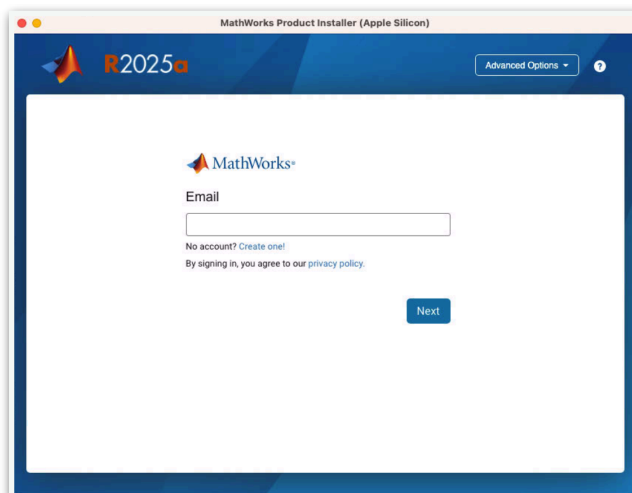 MathWorks Product Installer (Apple Silicon)
R2025a
Advanced Options
?
MathWorks®
Email
No account? Create one!
By signing in, you agree to our privacy policy.
Next